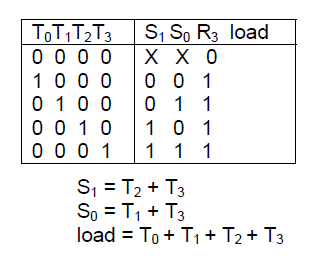 T₀T₁T₂T₃ S₁ S₀ R₃ load
0 0 0 0 X X 0
1 0 0 0 0 0 1
0 1 0 0 0 1 1
0 0 1 0 1 0 1
0 0 0 1 1 1 1
S₁ = T₂ + T₃
S₀ = T₁ + T₃
load = T₀ + T₁ + T₂ + T₃